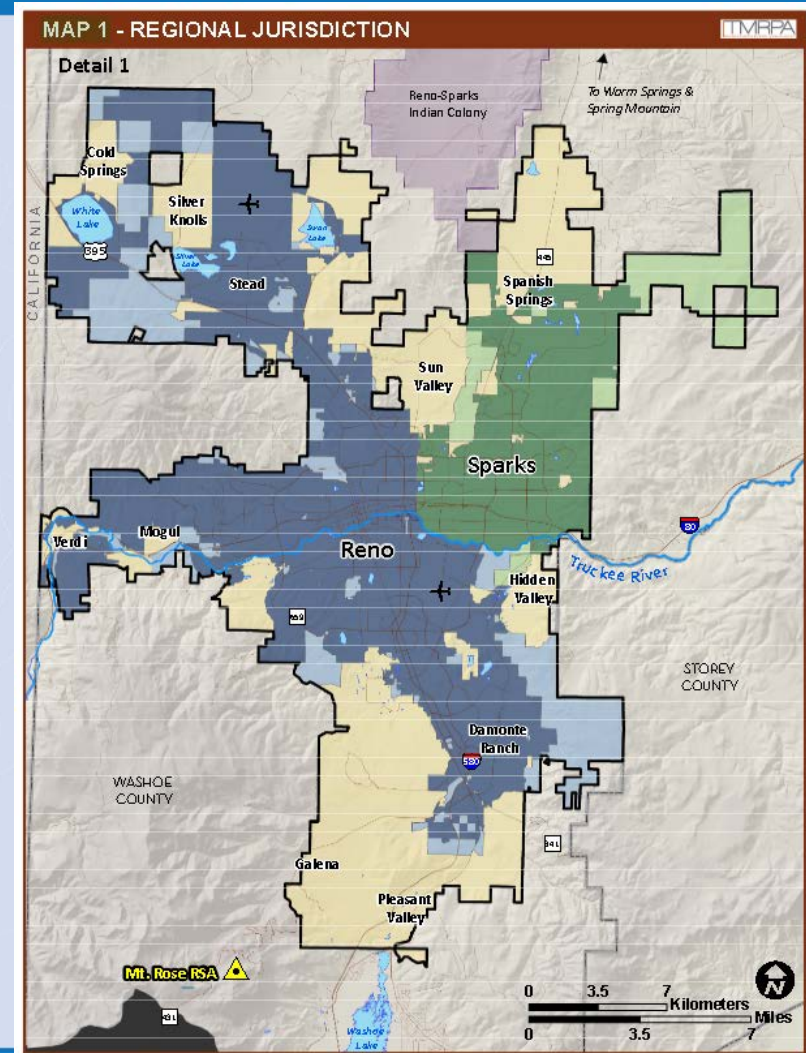 MAP 1 - REGIONAL JURISDICTION
TMRPA
Detail 1
Reno-Sparks
Indian Colony
To Warm Springs &
Spring Mountain
Cold
Springs
Silver
Knolls
White
Lake
Swan
Lake
CALIFORNIA
395
Silver
Lake
Stead
445
Spanish
Springs
Sun
Valley
Sparks
Verdi
Mogul
Reno
80
Truckee River
Hidden
Valley
659
STOREY
COUNTY
Damonte
Ranch
580
WASHOE
COUNTY
341
Galena
Pleasant
Valley
Mt. Rose RSA
431
Washoe
Lake
N
0 3.5 7
Kilometers
Miles
0 3.5 7